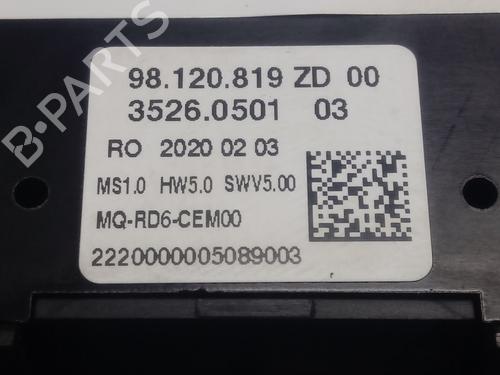 98.120.819 ZD 00
3526.0501 03
RO 2020 02 03
MS1.0 HW5.0 SWV5.00
MQ-RD6-CEM00
2220000005089003
B-PARTS